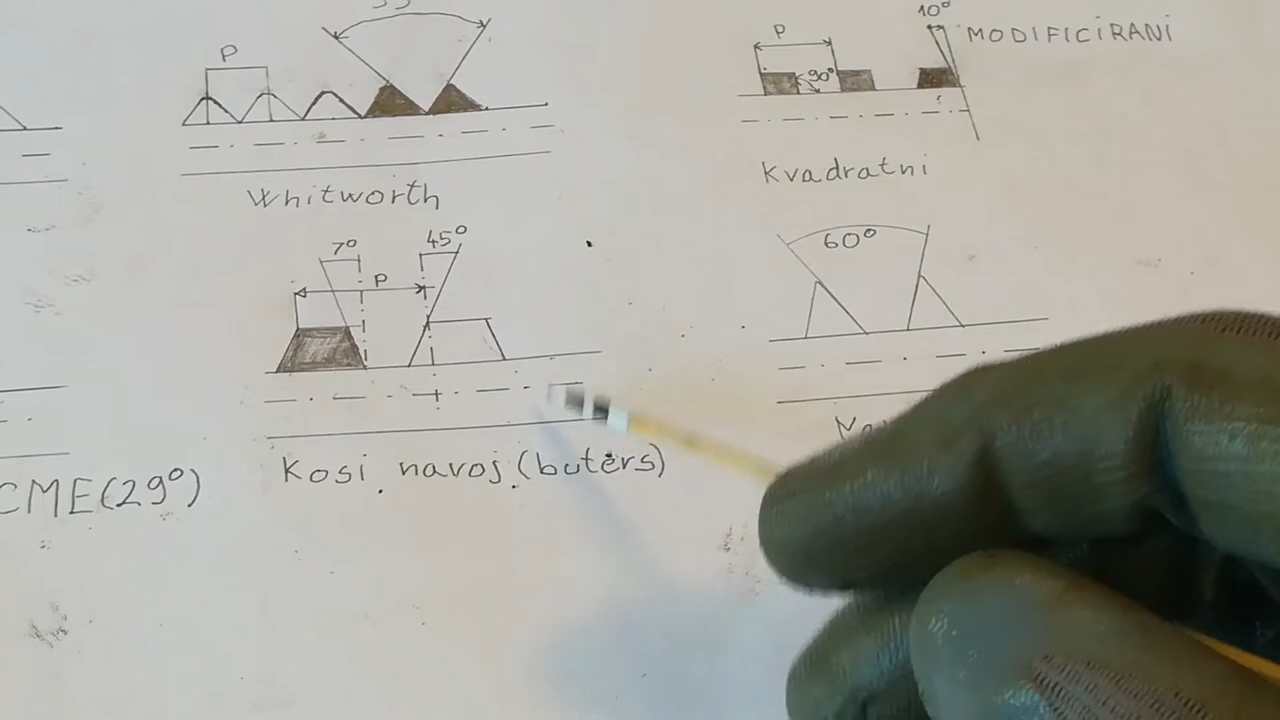 P
Whitworth
10°
MODIFICIRANI
P
90°
Kvadratni
7°
45°
P
Kosi navoj (buters)
60°
CME(29°)